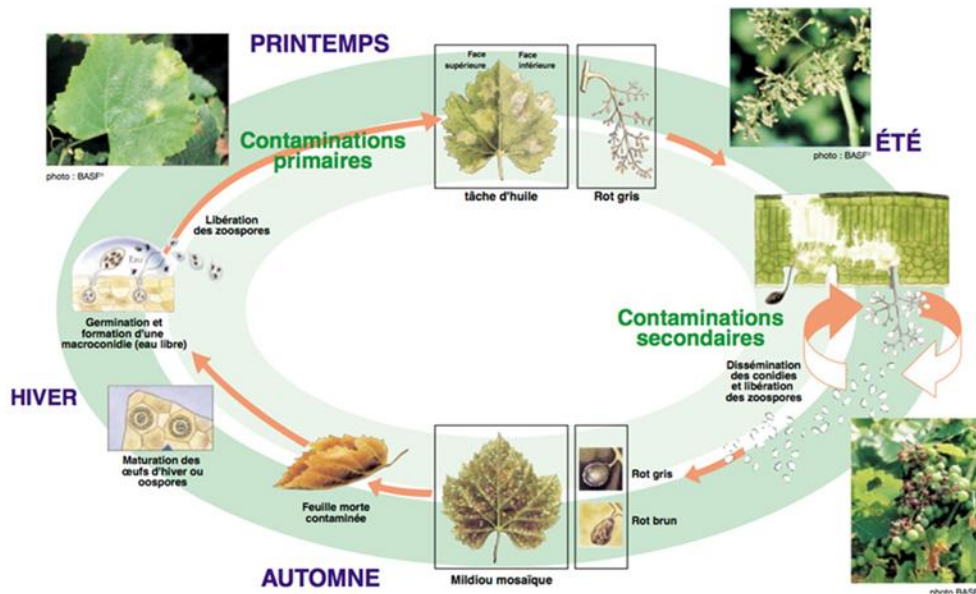 PRINTEMPS
Face
supérieure
Face
inférieure
photo : BASF®
Contaminations
primaires
tâche d'huile
Rot gris
photo : BASF®
ÉTÉ
Libération
des zoospores
Eau
Germination et
formation d'une
macroconidie (eau libre)
Contaminations
secondaires
Dissémination
des conidies
et libération
des zoospores
HIVER
Maturation des
œufs d'hiver ou
oospores
Feuille morte
contaminée
Rot gris
Rot brun
Mildiou mosaïque
AUTOMNE
photo BASF